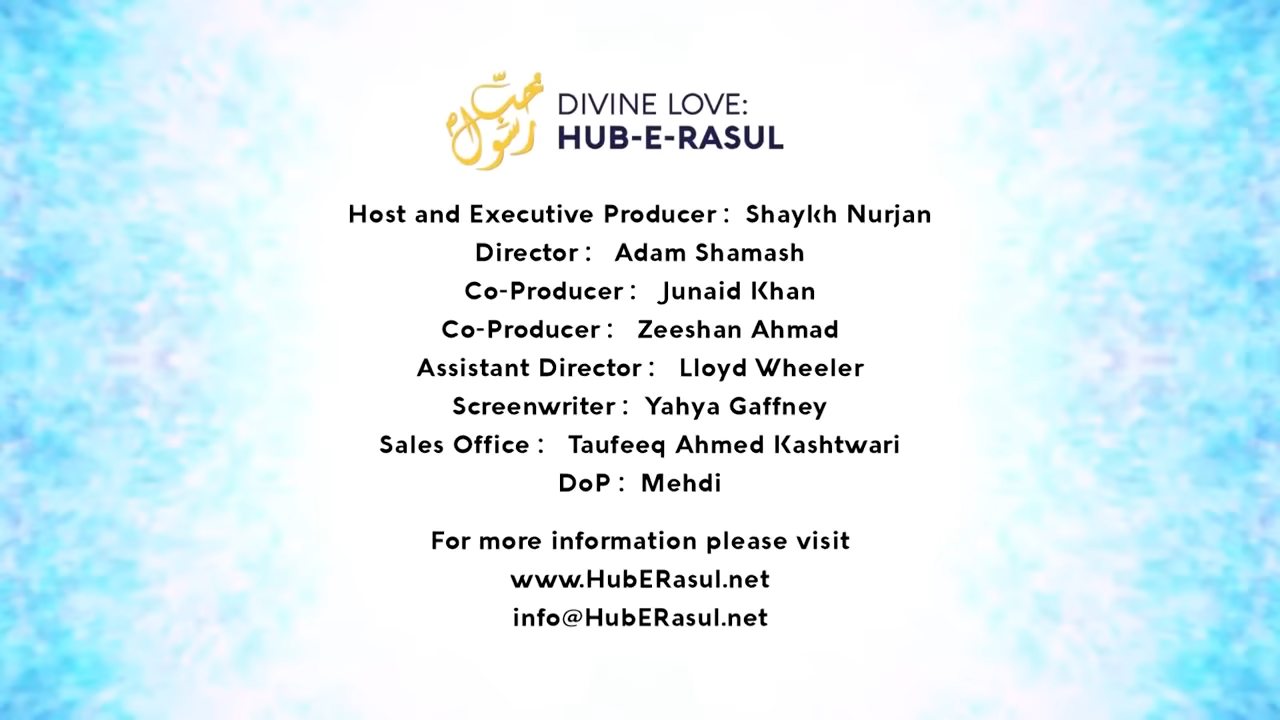 حب رسول
DIVINE LOVE:
HUB-E-RASUL
Host and Executive Producer : Shaykh Nurjan
Director : Adam Shamash
Co-Producer : Junaid Khan
Co-Producer : Zeeshan Ahmad
Assistant Director : Lloyd Wheeler
Screenwriter : Yahya Gaffney
Sales Office : Taufeeq Ahmed Kashtwari
DoP : Mehdi
For more information please visit
www.HubERasul.net
info@HubERasul.net